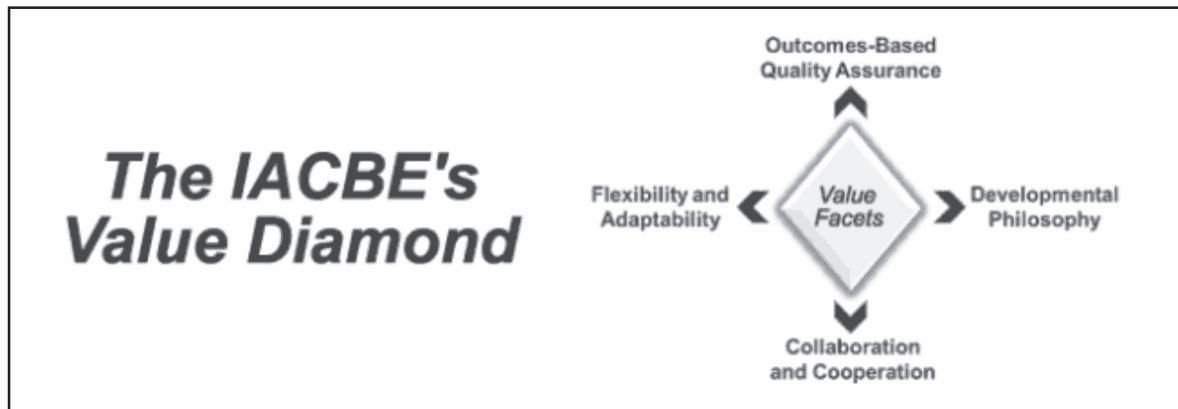 The IACBE's
Value Diamond
Outcomes-Based
Quality Assurance
Flexibility and
Adaptability
Value
Facets
Developmental
Philosophy
Collaboration
and Cooperation